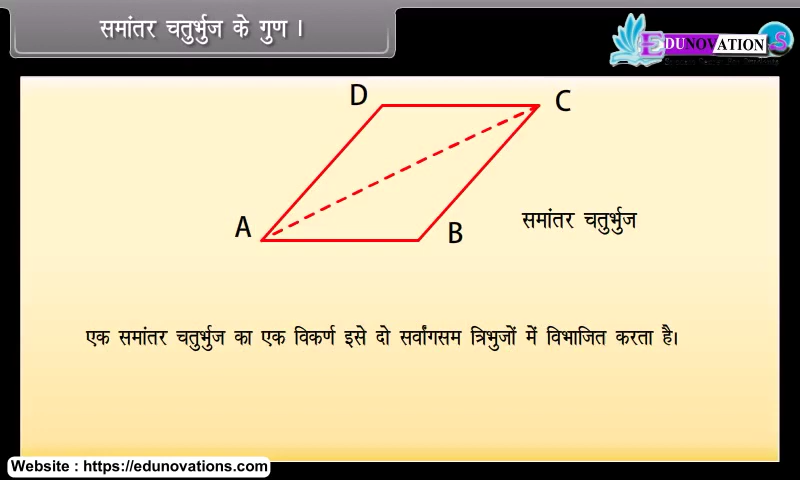 समांतर चतुर्भुज के गुण ।
EDUNOVATIONS
D
C
A
B
समांतर चतुर्भुज
एक समांतर चतुर्भुज का एक विकर्ण इसे दो सर्वांगसम त्रिभुजों में विभाजित करता है।
Website : https://edunovations.com